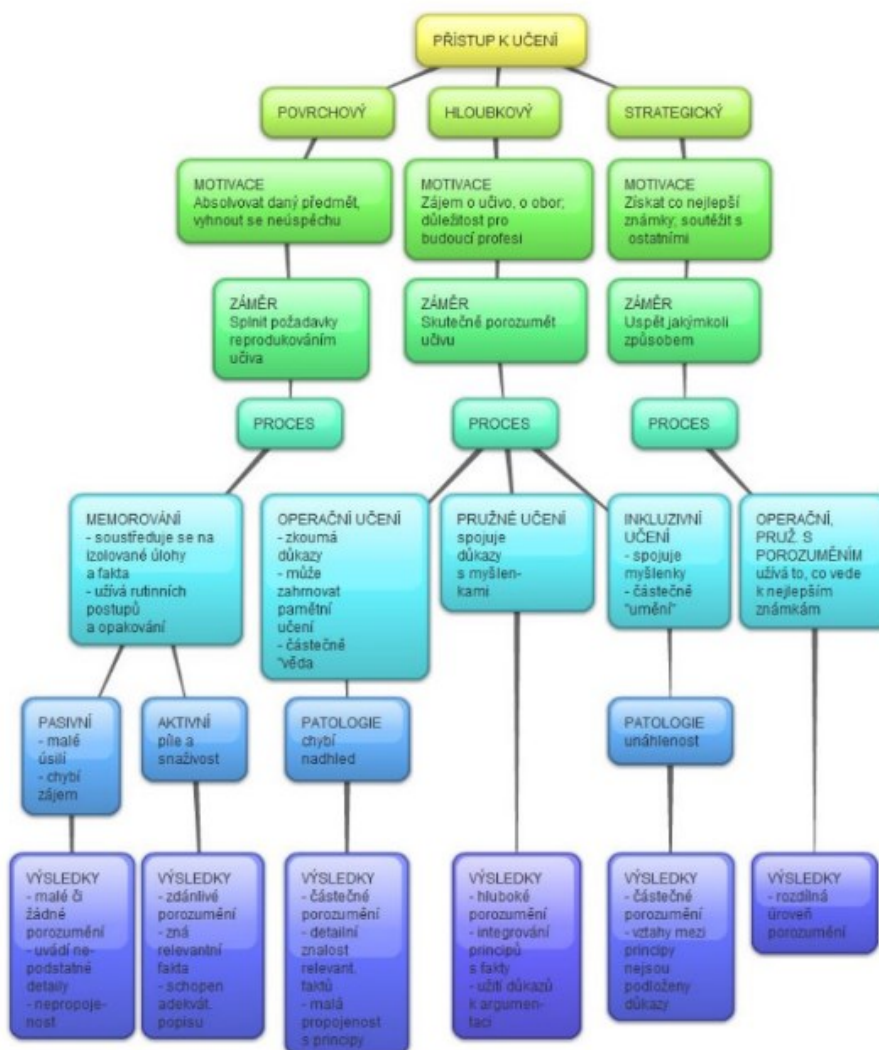 PŘÍSTUP K UČENÍ
POVRCHOVÝ
HLOUBKOVÝ
STRATEGICKÝ
MOTIVACE
Absolvovat daný předmět,
vyhnout se neúspěchu
MOTIVACE
Zájem o učivo, o obor;
důležitost pro
budoucí profesi
MOTIVACE
Získat co nejlepší
známky; soutěžit s
ostatními
ZÁMĚR
Splnit požadavky
reprodukováním
učiva
ZÁMĚR
Skutečně porozumět
učivu
ZÁMĚR
Uspět jakýmkoli
způsobem
PROCES
PROCES
PROCES
MEMOROVÁNÍ
- soustřeďuje se na
izolované úlohy
a fakta
- užívá rutinních
postupů
a opakování
OPERAČNÍ UČENÍ
- zkoumá
důkazy
- může
zahrnovat
pamětní
učení
- částečně
"věda
PRUŽNÉ UČENÍ
spojuje
důkazy
s myšlen-
kami
INKLUZIVNÍ
UČENÍ
- spojuje
myšlenky
- částečně
"umění"
OPERAČNÍ,
PRUŽ. S
POROZUMĚNÍM
užívá to, co vede
k nejlepším
známkám
PASIVNÍ
- malé
úsilí
- chybí
zájem
AKTIVNÍ
píle a
snaživost
PATOLOGIE
chybí
nadhled
PATOLOGIE
unáhlenost
VÝSLEDKY
- malé či
žádné
porozumění
- uvádí ne-
podstatné
detaily
- nepropoje-
nost
VÝSLEDKY
- zdánlivé
porozumění
- zná
relevantní
fakta
- schopen
adekvát.
popisu
VÝSLEDKY
- částečné
porozumění
- detailní
znalost
relevant.
faktů
- malá
propojenost
s principy
VÝSLEDKY
- hluboké
porozumění
- integrování
principů
s fakty
- užití důkazů
k argumen-
taci
VÝSLEDKY
- částečné
porozumění
- vztahy mezi
principy
nejsou
podloženy
důkazy
VÝSLEDKY
- rozdílná
úroveň
porozumění